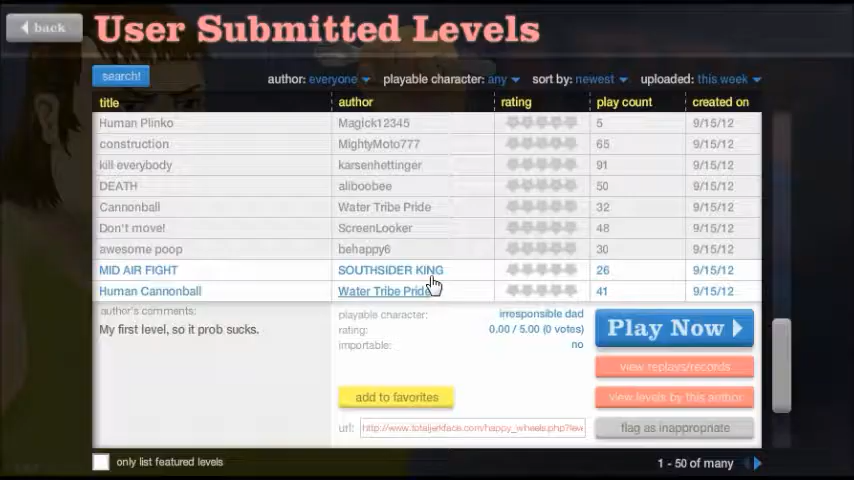 back
User Submitted Levels
search!
author: everyone playable character: any sort by: newest uploaded: this week
title author rating play count created on
Human Plinko Magick12345 5 9/15/12
construction MightyMoto777 65 9/15/12
kill everybody karsenhettinger 91 9/15/12
DEATH aliboobee 50 9/15/12
Cannonball Water Tribe Pride 32 9/15/12
Don't move! ScreenLooker 48 9/15/12
awesome poop behappy6 30 9/15/12
MID AIR FIGHT SOUTHSIDER KING 26 9/15/12
Human Cannonball Water Tribe Pride 41 9/15/12
author's comments:
My first level, so it prob sucks.
playable character: irresponsible dad
rating: 0.00 / 5.00 (0 votes)
importable: no
add to favorites
url: http://www.totaljerkface.com/happy_wheels.php?lev
Play Now
view replays/records
view levels by this author
flag as inappropriate
only list featured levels
1 - 50 of many